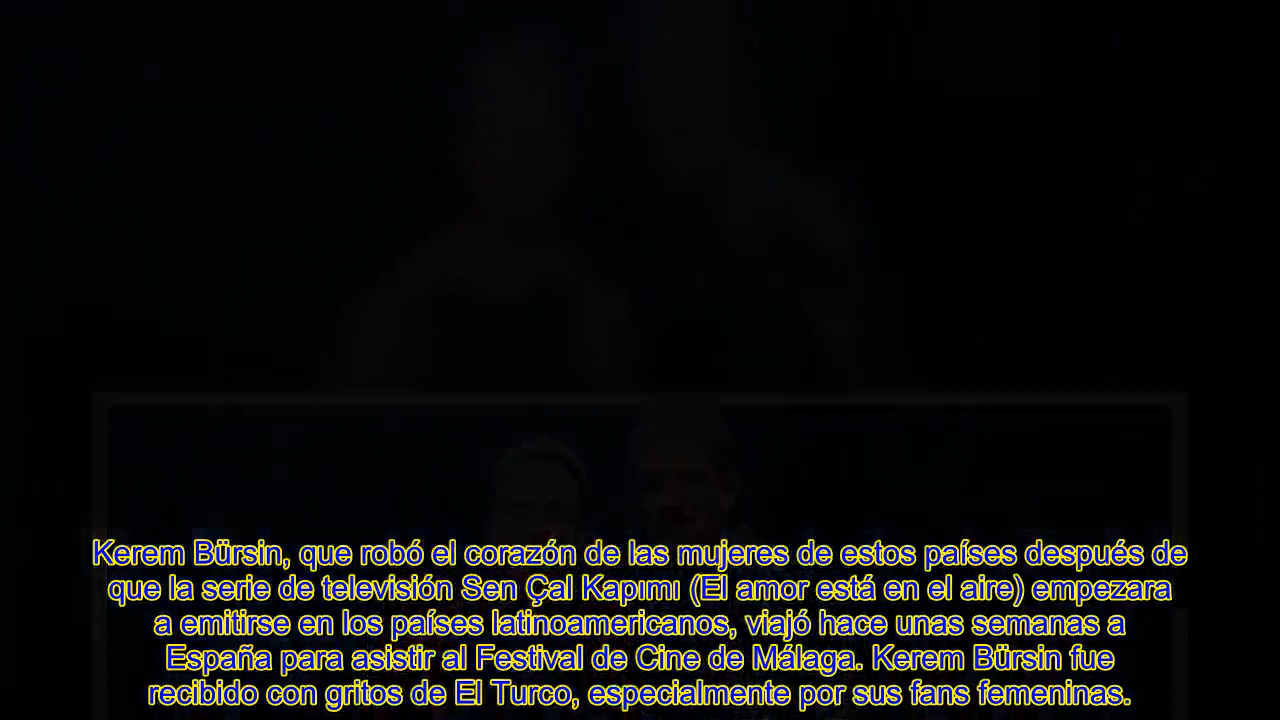 Kerem Bürsin, que robó el corazón de las mujeres de estos países después de
que la serie de televisión Sen Çal Kapımı (El amor está en el aire) empezara
a emitirse en los países latinoamericanos, viajó hace unas semanas a
España para asistir al Festival de Cine de Málaga. Kerem Bürsin fue
recibido con gritos de El Turco, especialmente por sus fans femeninas.